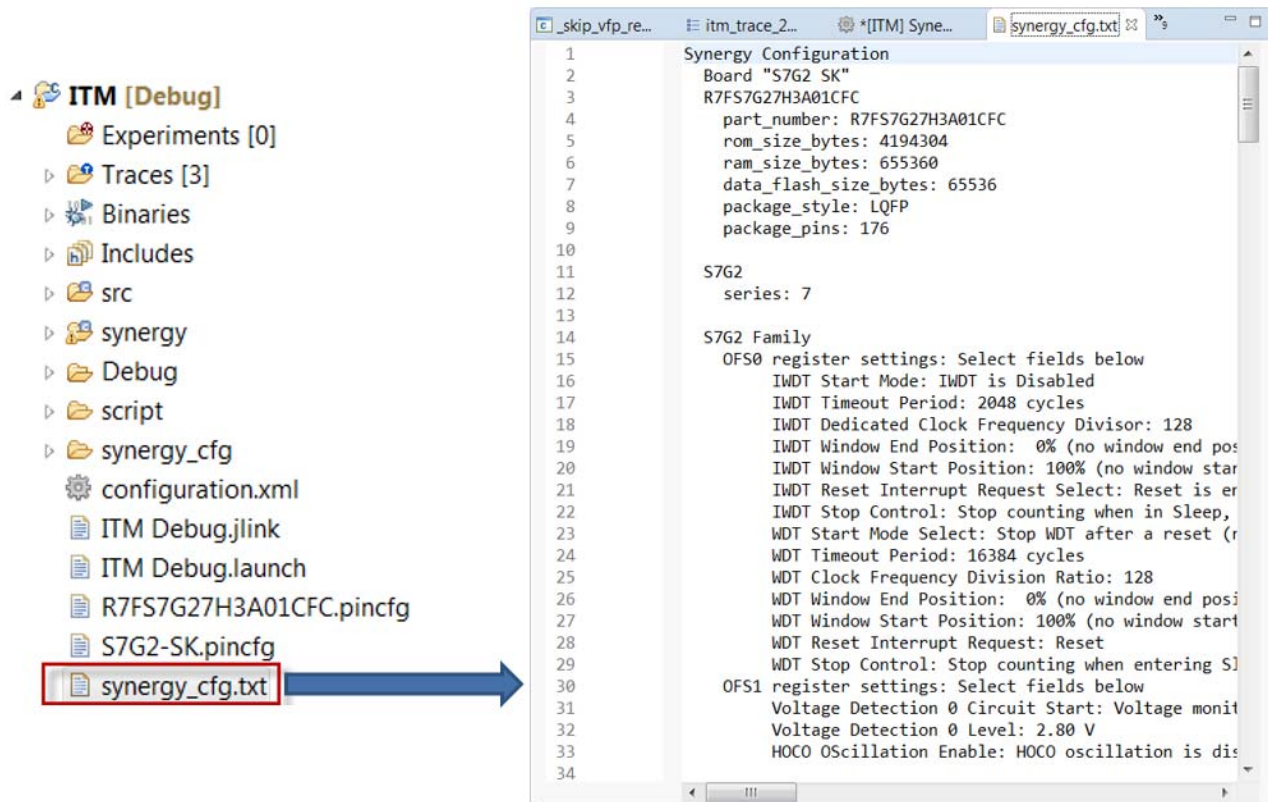 ITM [Debug]
Experiments [0]
Traces [3]
Binaries
Includes
src
synergy
Debug
script
synergy_cfg
configuration.xml
ITM Debug.jlink
ITM Debug.launch
R7FS7G27H3A01CFC.pincfg
S7G2-SK.pincfg
synergy_cfg.txt
_skip_vfp_re... itm_trace_2... *[ITM] Syne... synergy_cfg.txt »9
1 Synergy Configuration
2 Board "S7G2 SK"
3 R7FS7G27H3A01CFC
4 part_number: R7FS7G27H3A01CFC
5 rom_size_bytes: 4194304
6 ram_size_bytes: 655360
7 data_flash_size_bytes: 65536
8 package_style: LQFP
9 package_pins: 176
10
11 S7G2
12 series: 7
13
14 S7G2 Family
15 OFS0 register settings: Select fields below
16 IWDT Start Mode: IWDT is Disabled
17 IWDT Timeout Period: 2048 cycles
18 IWDT Dedicated Clock Frequency Divisor: 128
19 IWDT Window End Position:  0% (no window end pos
20 IWDT Window Start Position: 100% (no window star
21 IWDT Reset Interrupt Request Select: Reset is en
22 IWDT Stop Control: Stop counting when in Sleep,
23 WDT Start Mode Select: Stop WDT after a reset (r
24 WDT Timeout Period: 16384 cycles
25 WDT Clock Frequency Division Ratio: 128
26 WDT Window End Position:  0% (no window end posi
27 WDT Window Start Position: 100% (no window start
28 WDT Reset Interrupt Request: Reset
29 WDT Stop Control: Stop counting when entering Sl
30 OFS1 register settings: Select fields below
31 Voltage Detection 0 Circuit Start: Voltage monit
32 Voltage Detection 0 Level: 2.80 V
33 HOCO OScillation Enable: HOCO oscillation is dis
34